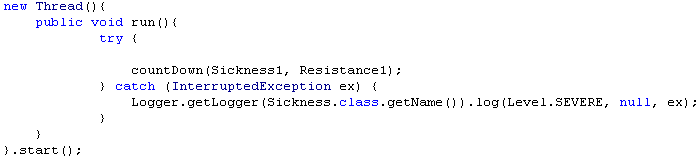 new Thread(){
public void run(){
try {
countDown(Sickness1, Resistance1);
} catch (InterruptedException ex) {
Logger.getLogger(Sickness.class.getName()).log(Level.SEVERE, null, ex);
}
}
}.start();